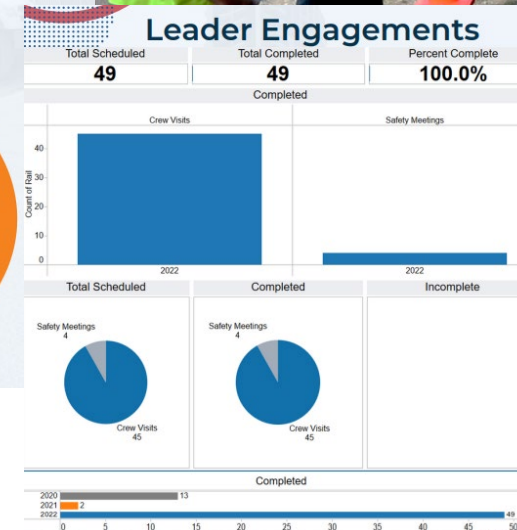 Leader Engagements
Total Scheduled Total Completed Percent Complete
49 49 100.0%
Completed
Crew Visits Safety Meetings
Count of Rail
40
30
20
10
0
2022 2022
Total Scheduled Completed Incomplete
Safety Meetings
4
Crew Visits
45
Safety Meetings
4
Crew Visits
45
Completed
2020 13
2021 2
2022 49
0 5 10 15 20 25 30 35 40 45 50